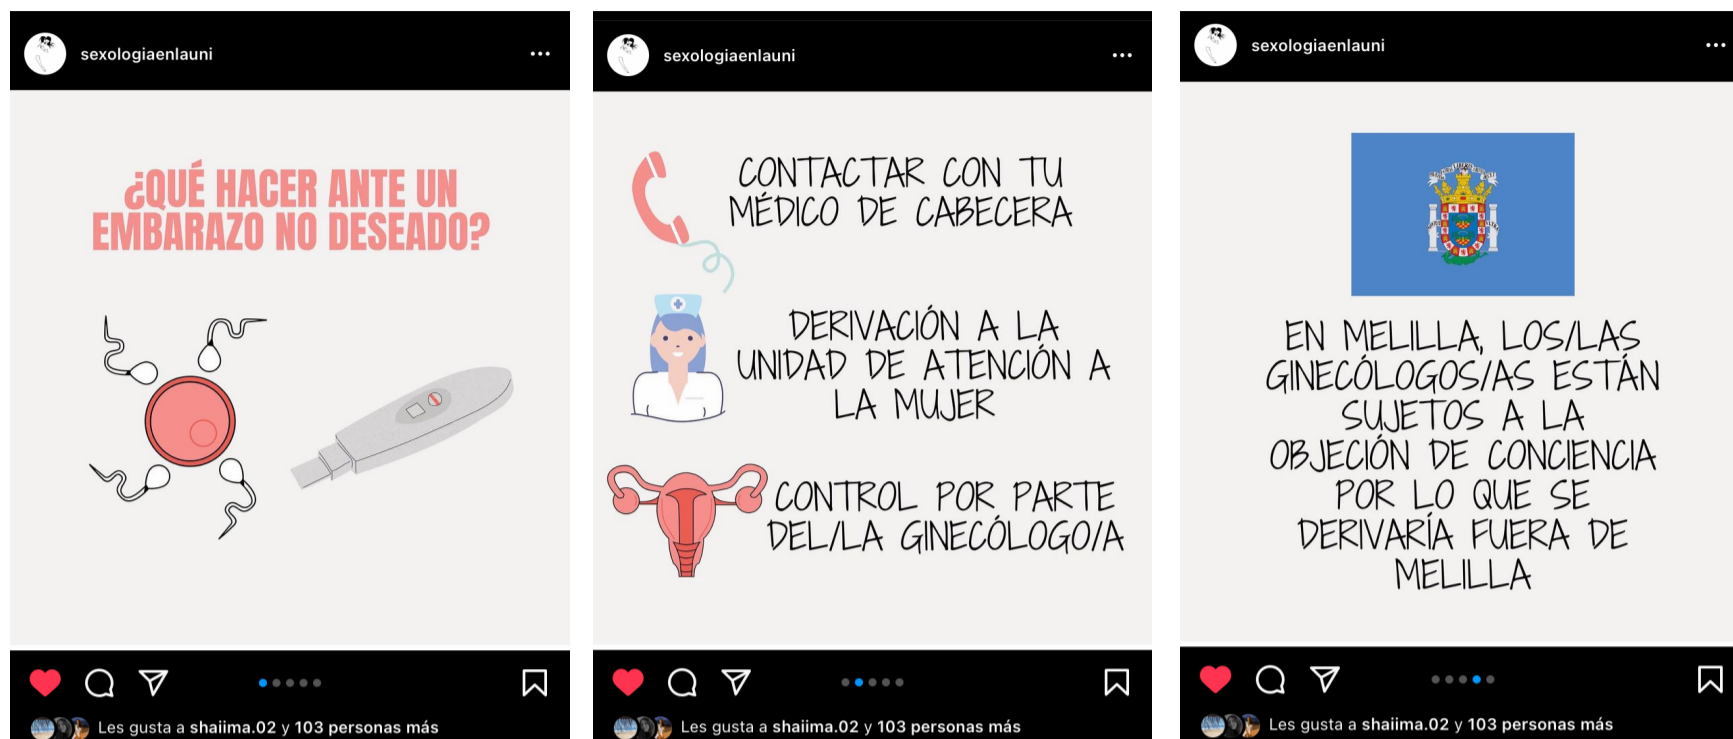 sexologiaenlauni
¿QUÉ HACER ANTE UN
EMBARAZO NO DESEADO?
Les gusta a shaiima.02 y 103 personas más
sexologiaenlauni
CONTACTAR CON TU
MÉDICO DE CABECERA
DERIVACIÓN A LA
UNIDAD DE ATENCIÓN A
LA MUJER
CONTROL POR PARTE
DEL/LA GINECÓLOGO/A
Les gusta a shaiima.02 y 103 personas más
sexologiaenlauni
EN MELILLA, LOS/LAS
GINECÓLOGOS/AS ESTÁN
SUJETOS A LA
OBJECIÓN DE CONCIENCIA
POR LO QUE SE
DERIVARÍA FUERA DE
MELILLA
Les gusta a shaiima.02 y 103 personas más